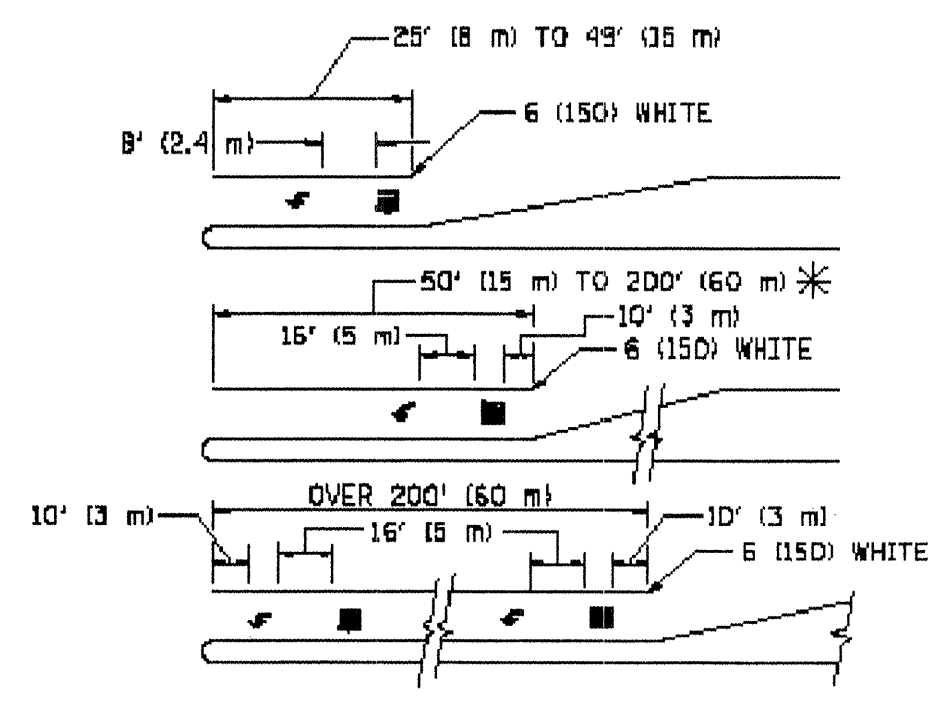 25' (8 m) TO 49' (15 m)
6 (150) WHITE
8' (2.4 m)
50' (15 m) TO 200' (60 m) *
10' (3 m)
16' (5 m)
6 (150) WHITE
OVER 200' (60 m)
10' (3 m)
16' (5 m)
10' (3 m)
6 (150) WHITE